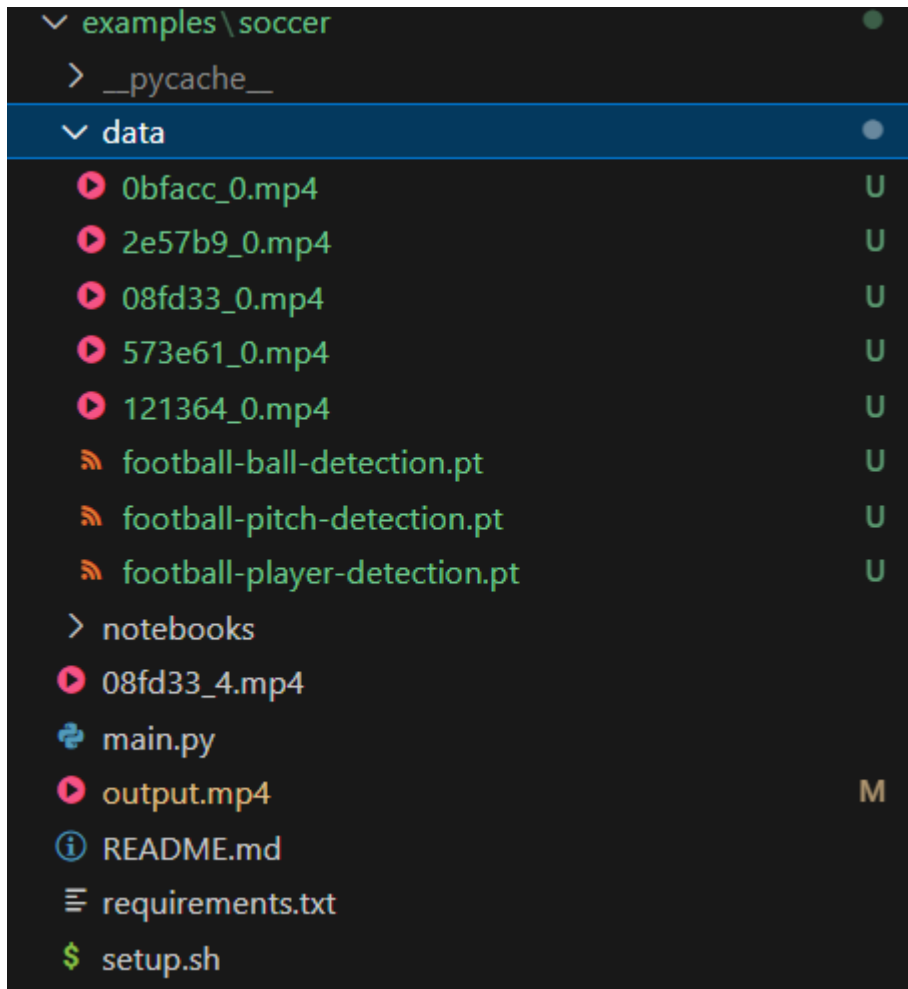 examples\soccer
__pycache__
data
0bfacc_0.mp4 U
2e57b9_0.mp4 U
08fd33_0.mp4 U
573e61_0.mp4 U
121364_0.mp4 U
football-ball-detection.pt U
football-pitch-detection.pt U
football-player-detection.pt U
notebooks
08fd33_4.mp4
main.py
output.mp4 M
README.md
requirements.txt
$ setup.sh